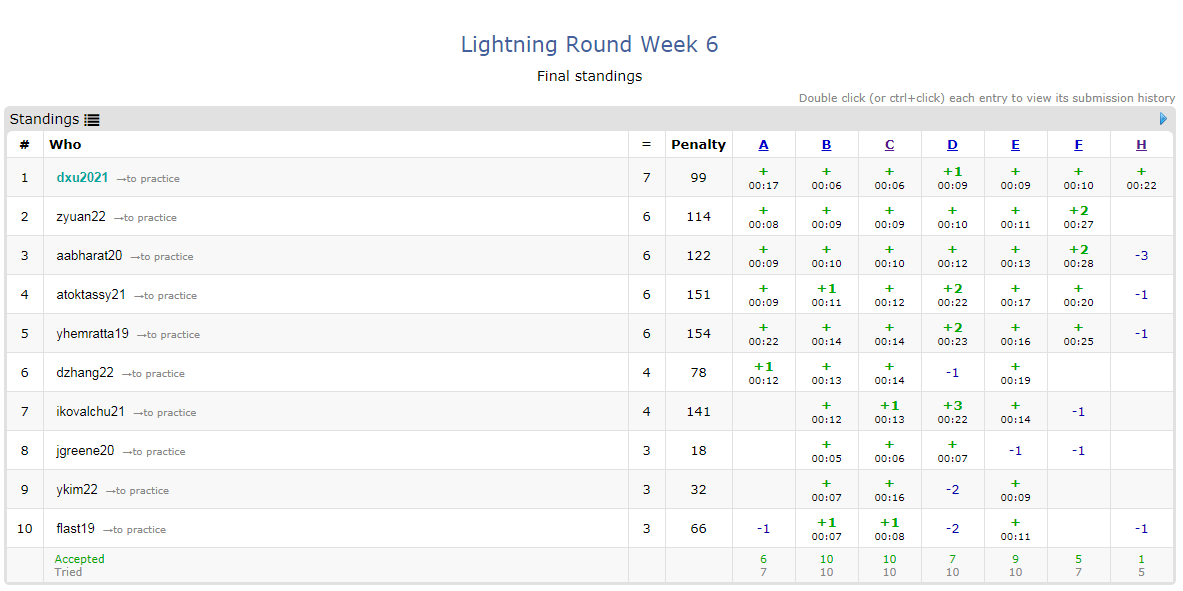 Lightning Round Week 6
Final standings
Double click (or ctrl+click) each entry to view its submission history
Standings
# Who = Penalty A B C D E F H
1 dxu2021 →to practice 7 99 + + + +1 + + +
00:17 00:06 00:06 00:09 00:09 00:10 00:22
2 zyuan22 →to practice 6 114 + + + + + +2
00:08 00:09 00:09 00:10 00:11 00:27
3 aabharat20 →to practice 6 122 + + + + + +2 -3
00:09 00:10 00:10 00:12 00:13 00:28
4 atoktassy21 →to practice 6 151 + +1 + +2 + + -1
00:09 00:11 00:12 00:22 00:17 00:20
5 yhemratta19 →to practice 6 154 + + + +2 + + -1
00:22 00:14 00:14 00:23 00:16 00:25
6 dzhang22 →to practice 4 78 +1 + + -1 +
00:12 00:13 00:14 00:19
7 ikovalchu21 →to practice 4 141 + +1 +3 + -1
00:12 00:13 00:22 00:14
8 jgreene20 →to practice 3 18 + + + -1 -1
00:05 00:06 00:07
9 ykim22 →to practice 3 32 + + -2 +
00:07 00:16 00:09
10 flast19 →to practice 3 66 -1 +1 +1 -2 + -1
00:07 00:08 00:11
Accepted 6 10 10 7 9 5 1
Tried 7 10 10 10 10 7 5